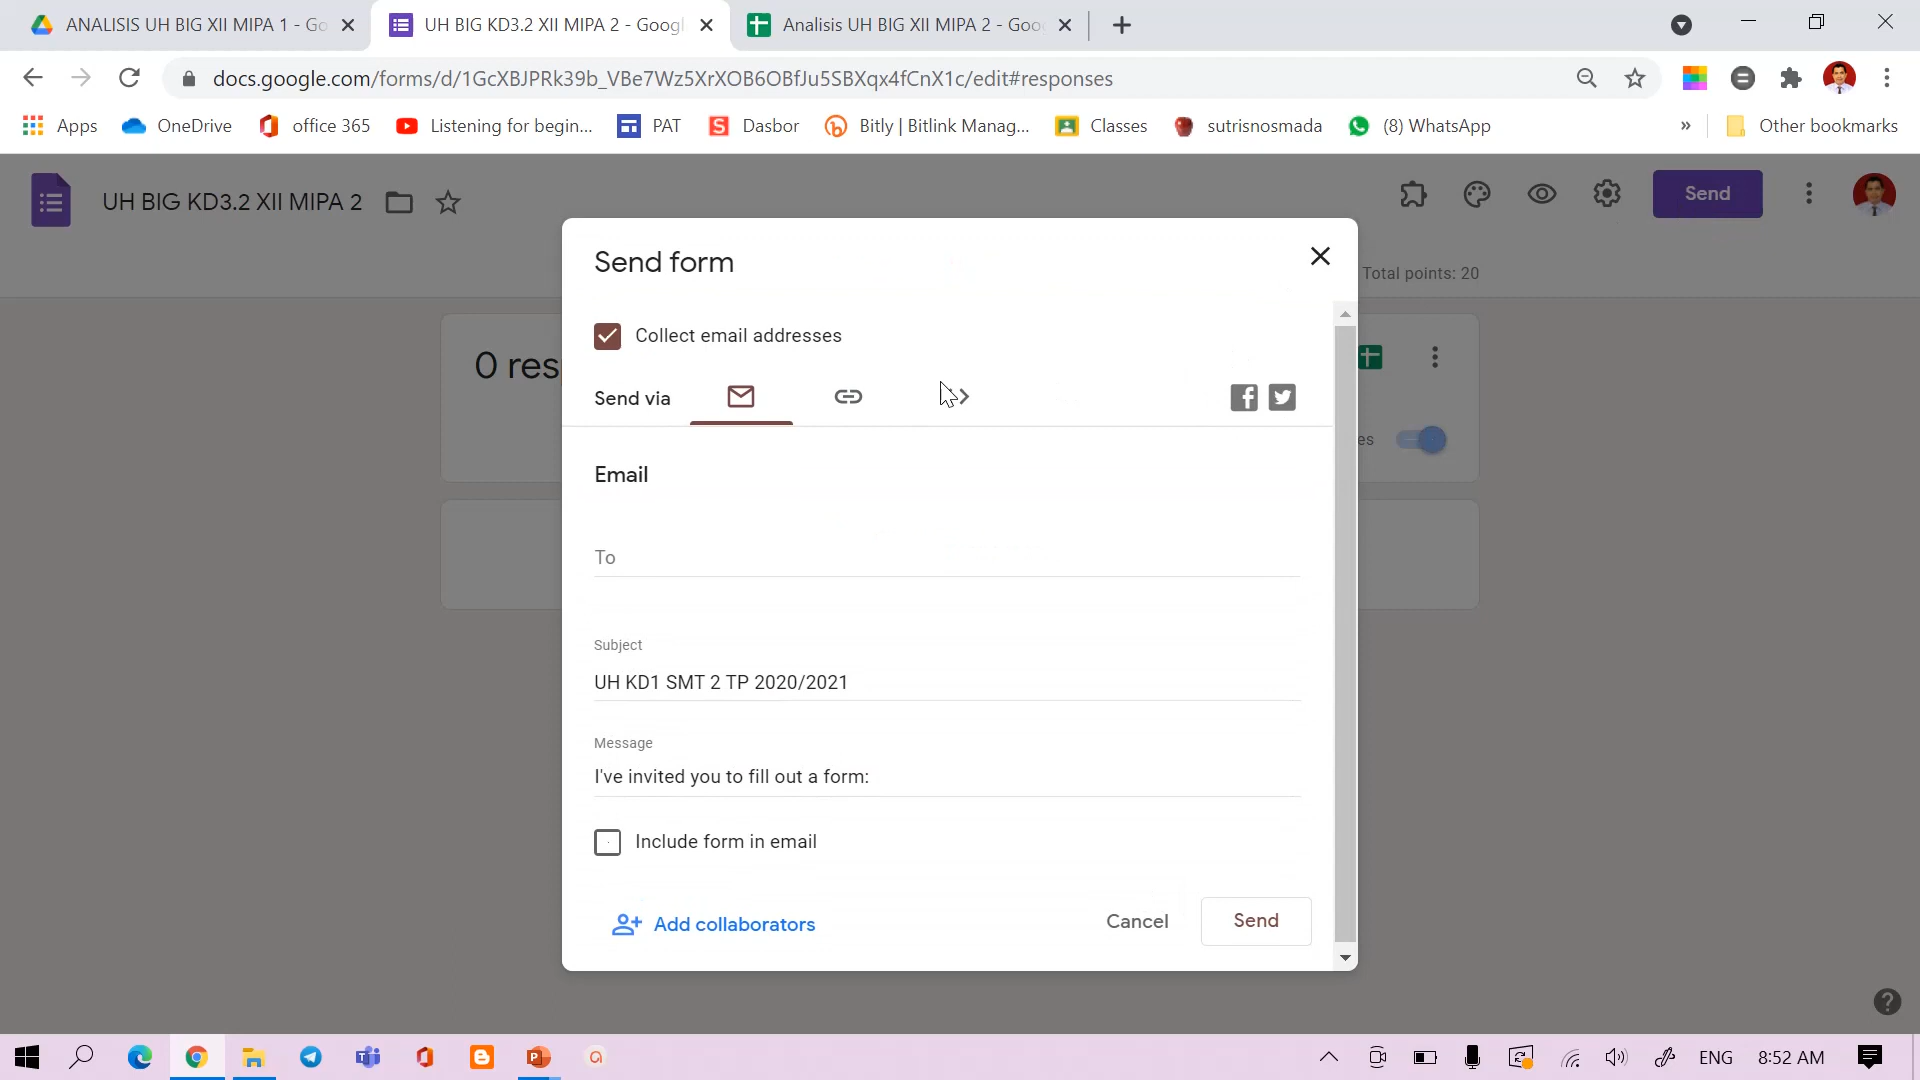 ANALISIS UH BIG XII MIPA 1 - Go
UH BIG KD3.2 XII MIPA 2 - Googl
Analisis UH BIG XII MIPA 2 - Goo
docs.google.com/forms/d/1GcXBJPRk39b_VBe7Wz5XrXOB6OBfJu5SBXqx4fCnX1c/edit#responses
Apps
OneDrive
office 365
Listening for begin...
PAT
Dasbor
Bitly | Bitlink Manag...
Classes
sutrisnosmada
(8) WhatsApp
»
Other bookmarks
UH BIG KD3.2 XII MIPA 2
Send
Total points: 20
0 res
es
Send form
Collect email addresses
Send via
Email
To
Subject
UH KD1 SMT 2 TP 2020/2021
Message
I've invited you to fill out a form:
Include form in email
Add collaborators
Cancel
Send
ENG
8:52 AM